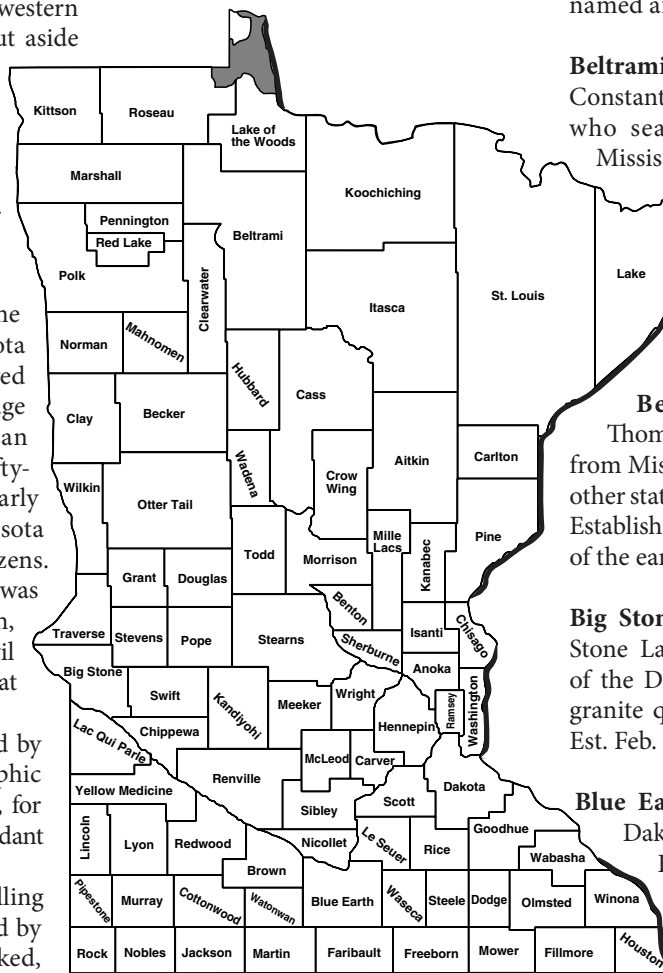 western
ut aside
named a
Beltrami
Constant
who sea
Missis
Kittson
Roseau
Lake of
the Woods
Marshall
Koochiching
Pennington
Red Lake
Beltrami
Polk
Clearwater
St. Louis
Lake
Itasca
ne
ota
ed
ge
an
fty-
arly
sota
zens.
was
n,
il
at
Norman
Mahnomen
Hubbard
Cass
Clay
Becker
Aitkin
Carlton
Be
Thom
from Mis
other stat
Establish
of the ear
Wilkin
Otter Tail
Wadena
Crow
Wing
Mille
Lacs
Kanabec
Pine
Todd
Morrison
Grant
Douglas
Benton
Big Ston
Stone La
of the D
granite q
Est. Feb.
Traverse
Stevens
Pope
Stearns
Sherburne
Isanti
Chisago
Big Stone
Swift
Kandiyohi
Meeker
Wright
Anoka
Ramsey
Washington
Hennepin
Lac Qui Parle
Chippewa
McLeod
Carver
d by
phic
, for
dant
Yellow Medicine
Renville
Sibley
Scott
Dakota
Blue Ea
Dak
Lincoln
Lyon
Redwood
Nicollet
Le Seuer
Rice
Goodhue
Wabasha
Brown
lling
d by
ked,
Pipestone
Murray
Cottonwood
Watonwan
Blue Earth
Waseca
Steele
Dodge
Olmsted
Winona
Rock
Nobles
Jackson
Martin
Faribault
Freeborn
Mower
Fillmore
Houston